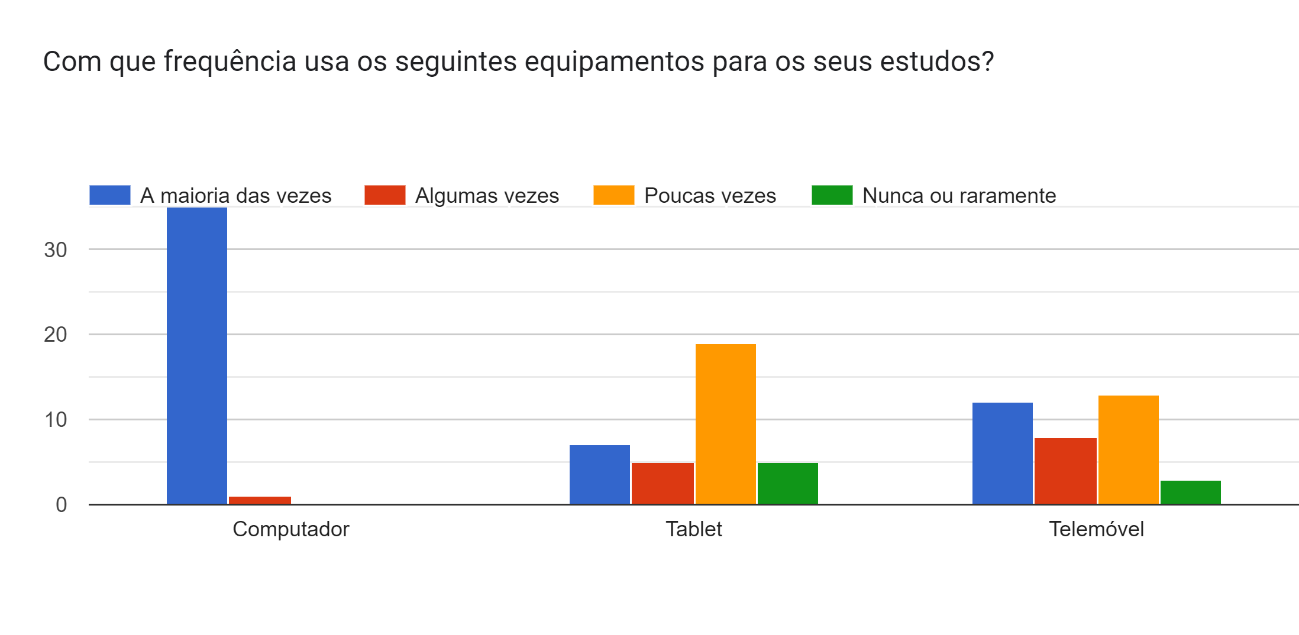 Com que frequência usa os seguintes equipamentos para os seus estudos?
A maioria das vezes Algumas vezes Poucas vezes Nunca ou raramente
30
20
10
0
Computador Tablet Telemóvel